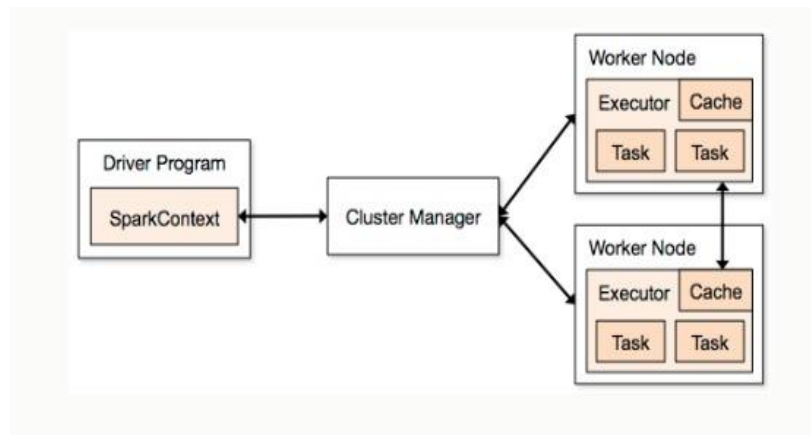 Driver Program
SparkContext
Cluster Manager
Worker Node
Executor
Cache
Task
Task
Worker Node
Executor
Cache
Task
Task